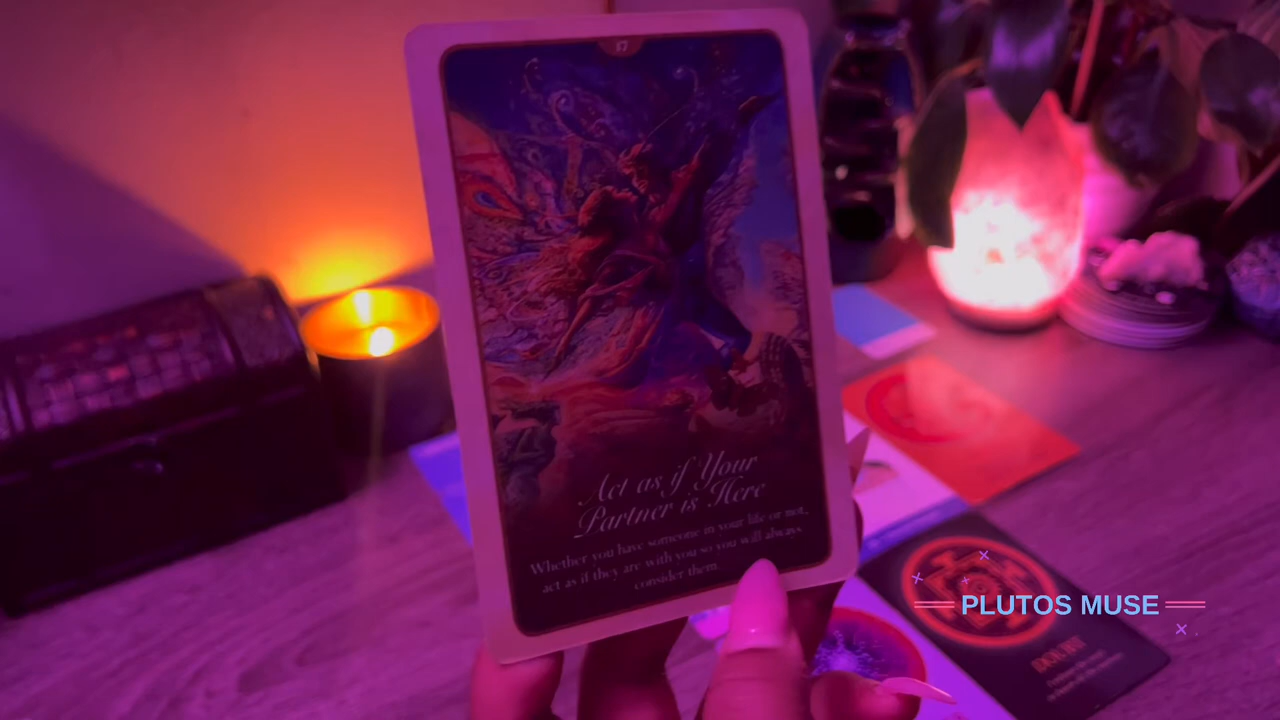 17
Act as if Your
Partner is Here
Whether you have someone in your life or not,
act as if they are with you so you will always
consider them.
PLUTOS MUSE